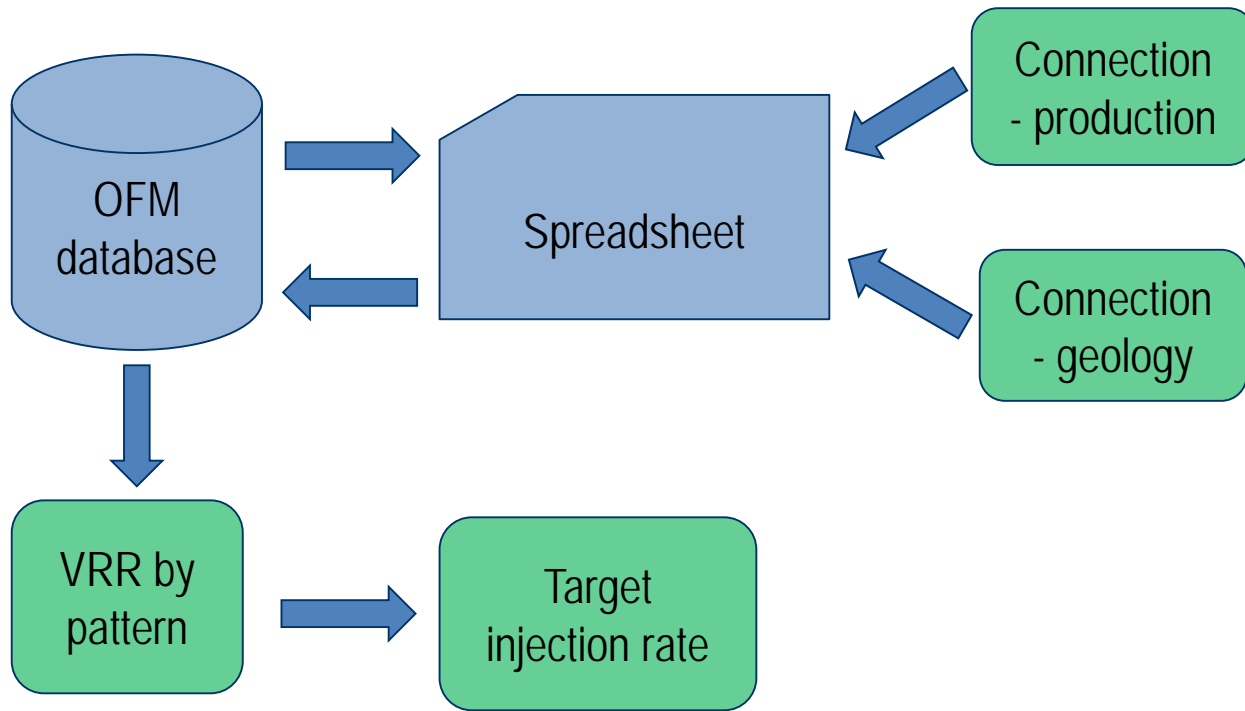 OFM
database
Spreadsheet
Connection
- production
Connection
- geology
VRR by
pattern
Target
injection rate